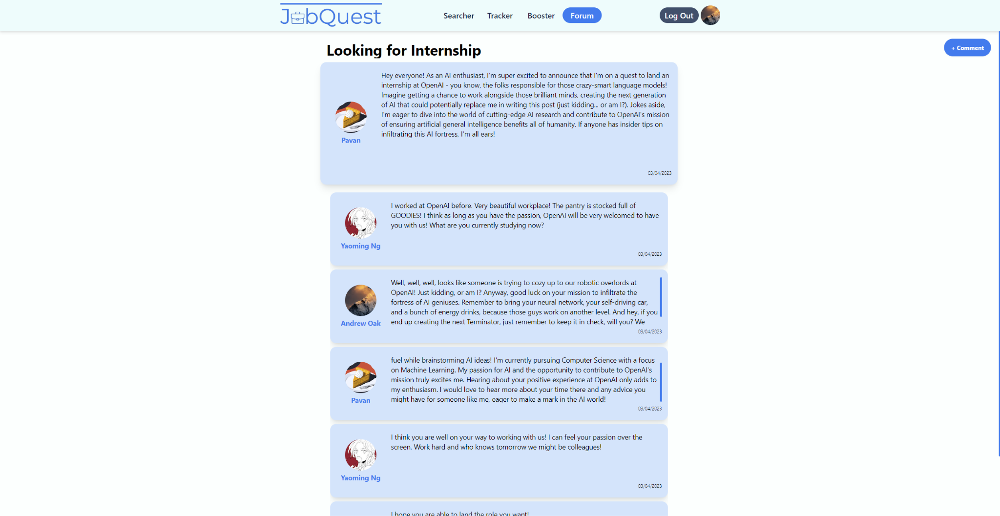 JobQuest
Searcher
Tracker
Booster
Forum
Log Out
Looking for Internship
+ Comment
Hey everyone! As an AI enthusiast, I'm super excited to announce that I'm on a quest to land an
internship at OpenAI - you know, the folks responsible for those crazy-smart language models!
Imagine getting a chance to work alongside those brilliant minds, creating the next generation
of AI that could potentially replace me in writing this post (just kidding... or am I?). Jokes aside,
I'm eager to dive into the world of cutting-edge AI research and contribute to OpenAI's mission
of ensuring artificial general intelligence benefits all of humanity. If anyone has insider tips on
infiltrating this AI fortress, I'm all ears!
Pavan
03/04/2023
I worked at OpenAI before. Very beautiful workplace! The pantry is stocked full of
GOODIES! I think as long as you have the passion, OpenAI will be very welcomed to have
you with us! What are you currently studying now?
Yaoming Ng
03/04/2023
Well, well, well, looks like someone is trying to cozy up to our robotic overlords at
OpenAI! Just kidding, or am I? Anyway, good luck on your mission to infiltrate the
fortress of AI geniuses. Remember to bring your neural network, your self-driving car,
and a bunch of energy drinks, because those guys work on another level. And hey, if you
end up creating the next Terminator, just remember to keep it in check, will you? We
Andrew Oak
03/04/2023
fuel while brainstorming AI ideas! I'm currently pursuing Computer Science with a focus
on Machine Learning. My passion for AI and the opportunity to contribute to OpenAI's
mission truly excites me. Hearing about your positive experience at OpenAI only adds to
my enthusiasm. I would love to hear more about your time there and any advice you
might have for someone like me, eager to make a mark in the AI world!
Pavan
03/04/2023
I think you are well on your way to working with us! I can feel your passion over the
screen. Work hard and who knows tomorrow we might be colleagues!
Yaoming Ng
03/04/2023
I hope you are able to land the role you want!